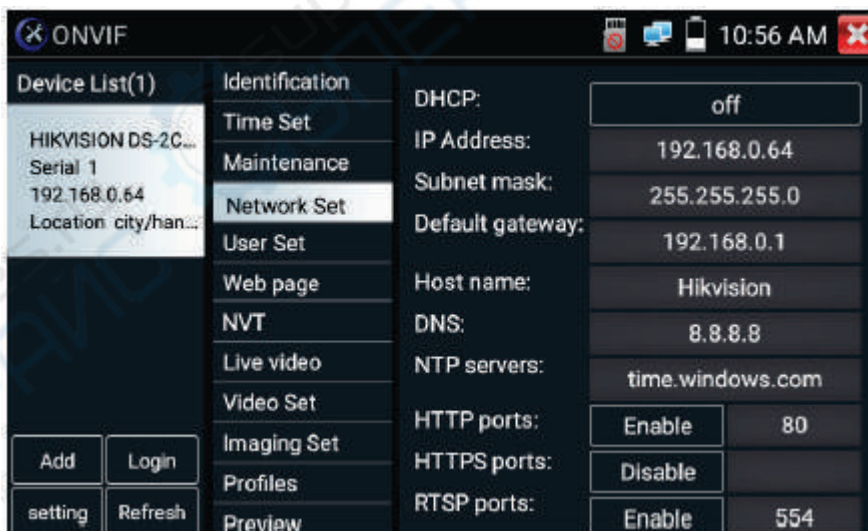 ONVIF
10:56 AM
Device List(1)
HIKVISION DS-2C...
Serial 1
192.168.0.64
Location city/han...
Add Login
setting Refresh
Identification
Time Set
Maintenance
Network Set
User Set
Web page
NVT
Live video
Video Set
Imaging Set
Profiles
Preview
DHCP: off
IP Address: 192.168.0.64
Subnet mask: 255.255.255.0
Default gateway: 192.168.0.1
Host name: Hikvision
DNS: 8.8.8.8
NTP servers: time.windows.com
HTTP ports: Enable 80
HTTPS ports: Disable
RTSP ports: Enable 554